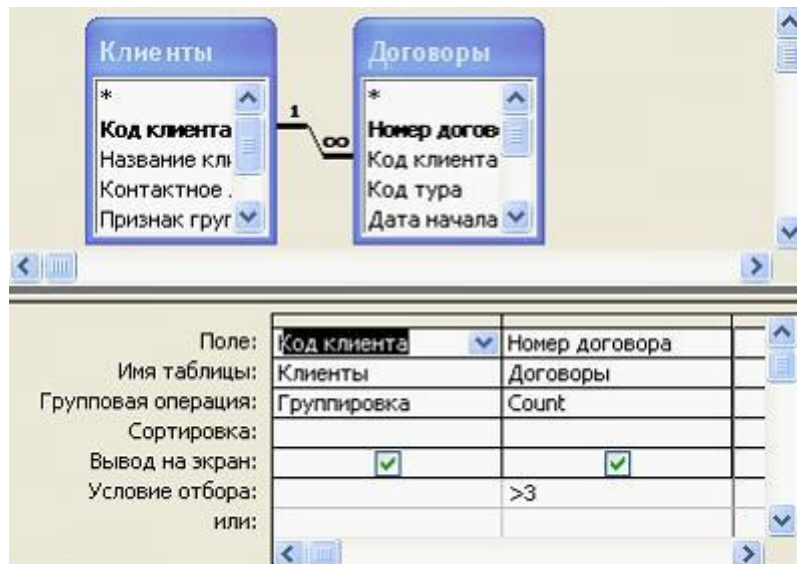 Клиенты
*
Код клиента
Название кли
Контактное .
Признак груг
1
∞
Договоры
*
Номер догов
Код клиента
Код тура
Дата начала
Поле: Код клиента Номер договора
Имя таблицы: Клиенты Договоры
Групповая операция: Группировка Count
Сортировка:
Вывод на экран:
Условие отбора: >3
или: